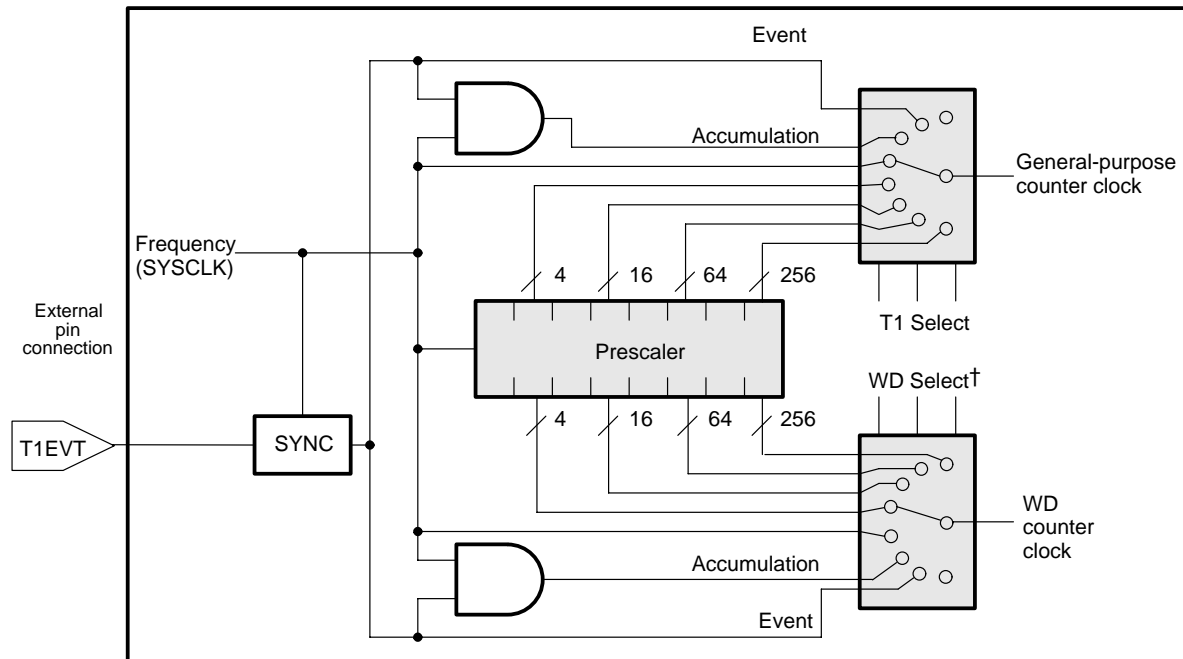 Event
Accumulation
General-purpose
counter clock
Frequency
(SYSCLK)
4
16
64
256
T1 Select
External
pin
connection
Prescaler
WD Select†
4
16
64
256
T1EVT
SYNC
WD
counter
clock
Accumulation
Event